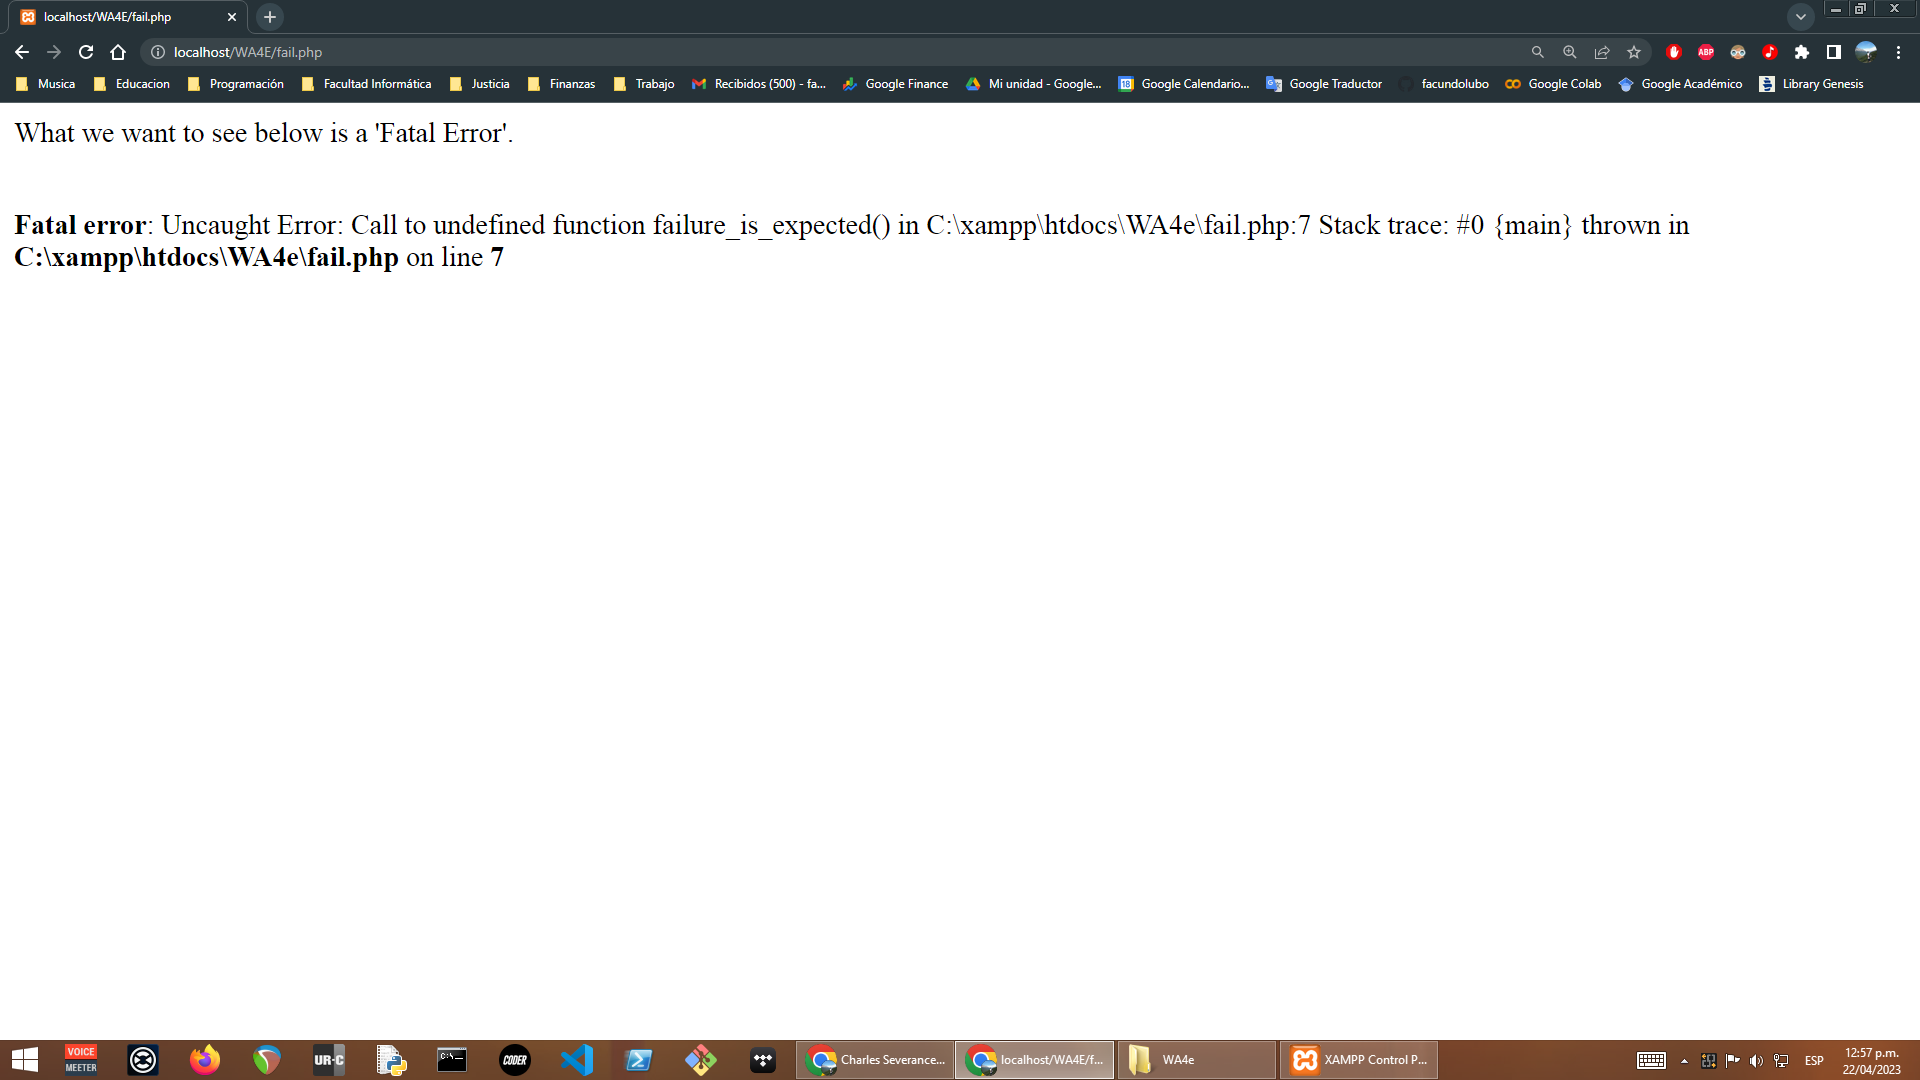 localhost/WA4E/fail.php
localhost/WA4E/fail.php
ABP
Musica
Educacion
Programación
Facultad Informática
Justicia
Finanzas
Trabajo
Recibidos (500) - fa...
Google Finance
Mi unidad - Google...
18
Google Calendario...
Google Traductor
facundolubo
Google Colab
Google Académico
Library Genesis
What we want to see below is a 'Fatal Error'.
Fatal error: Uncaught Error: Call to undefined function failure_is_expected() in C:\xampp\htdocs\WA4e\fail.php:7 Stack trace: #0 {main} thrown in
C:\xampp\htdocs\WA4e\fail.php on line 7
VOICE
MEETER
UR-C
C:\_
CODER
Charles Severance...
localhost/WA4E/f...
WA4e
XAMPP Control P...
ESP
12:57 p.m.
22/04/2023